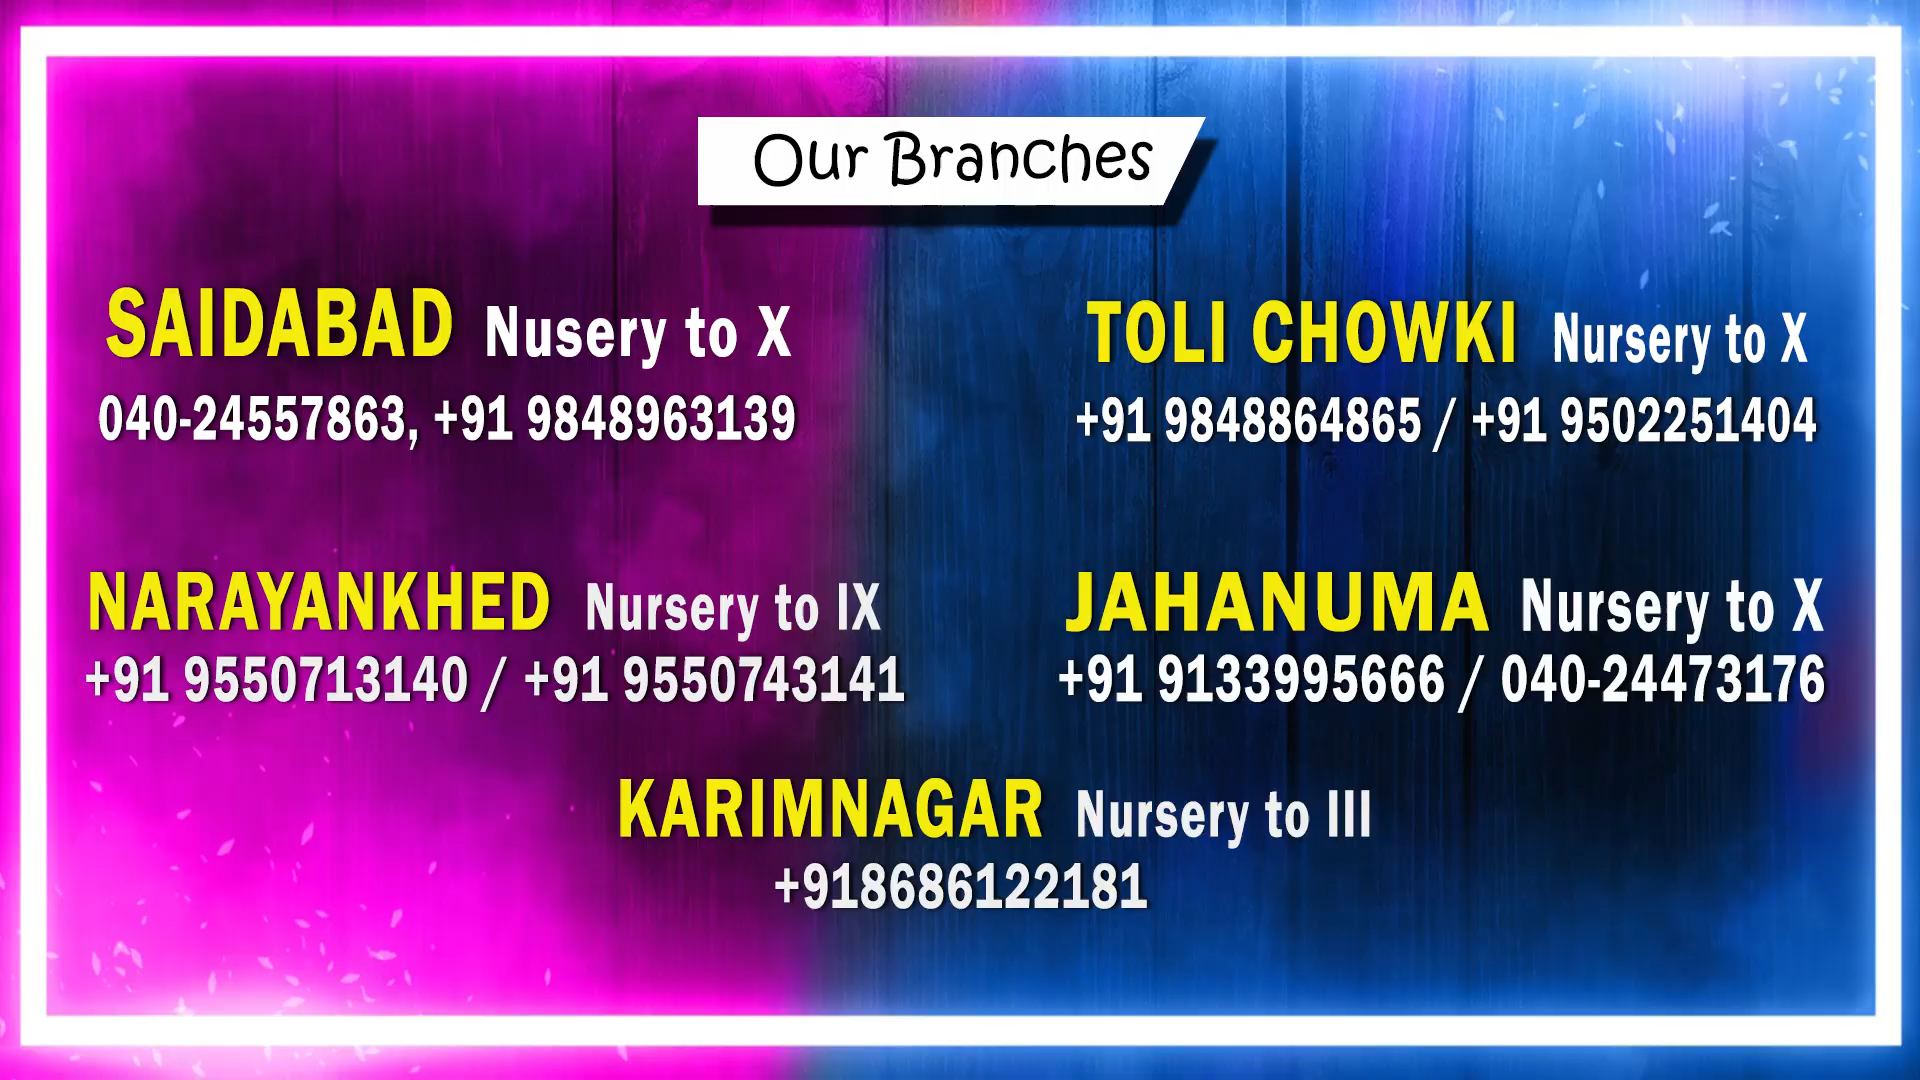 Our Branches
SAIDABAD Nusery to X
040-24557863, +91 9848963139
TOLI CHOWKI Nursery to X
+91 9848864865 / +91 9502251404
NARAYANKHED Nursery to IX
+91 9550713140 / +91 9550743141
JAHANUMA Nursery to X
+91 9133995666 / 040-24473176
KARIMNAGAR Nursery to III
+918686122181